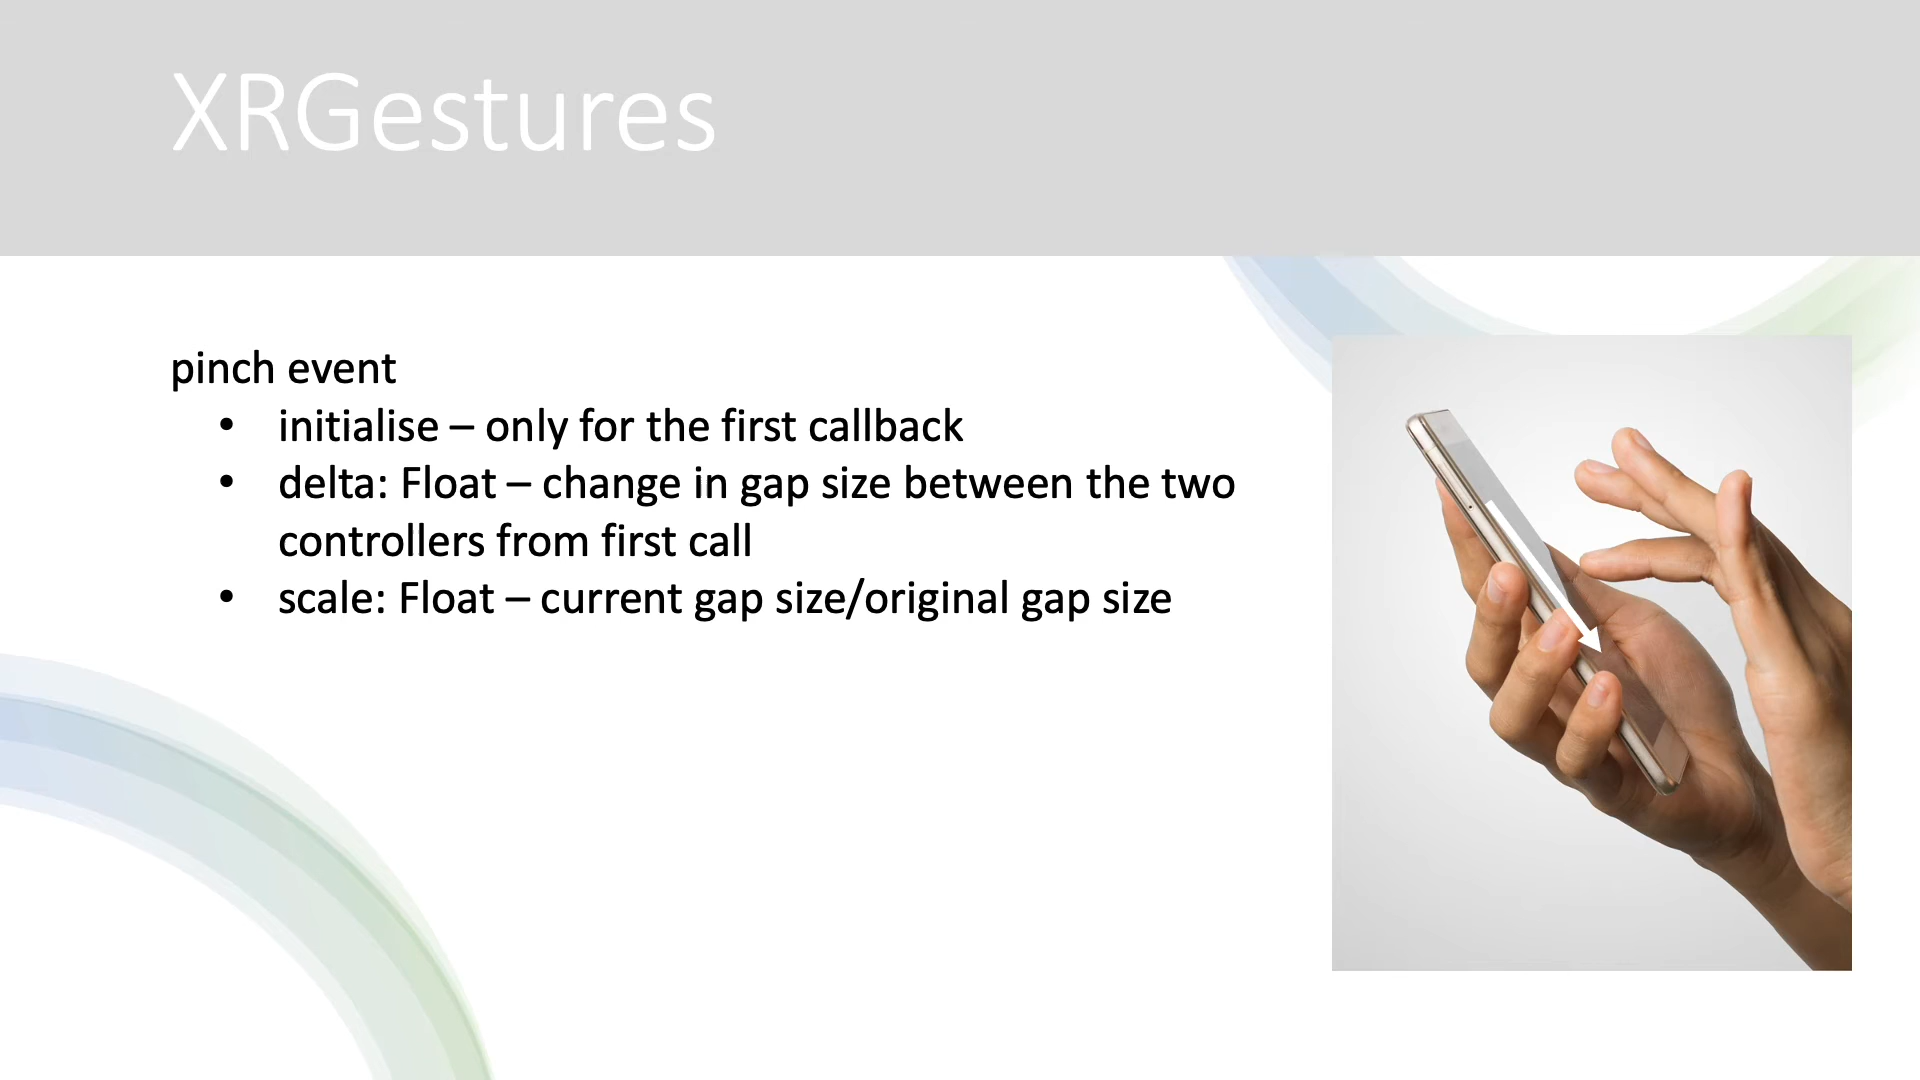 XRGestures
pinch event
• initialise – only for the first callback
• delta: Float – change in gap size between the two
controllers from first call
• scale: Float – current gap size/original gap size